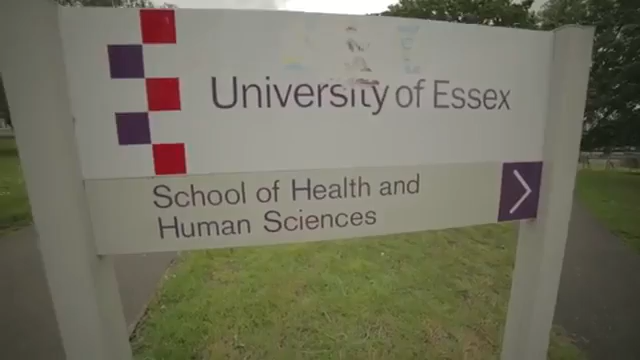 University of Essex
School of Health and
Human Sciences